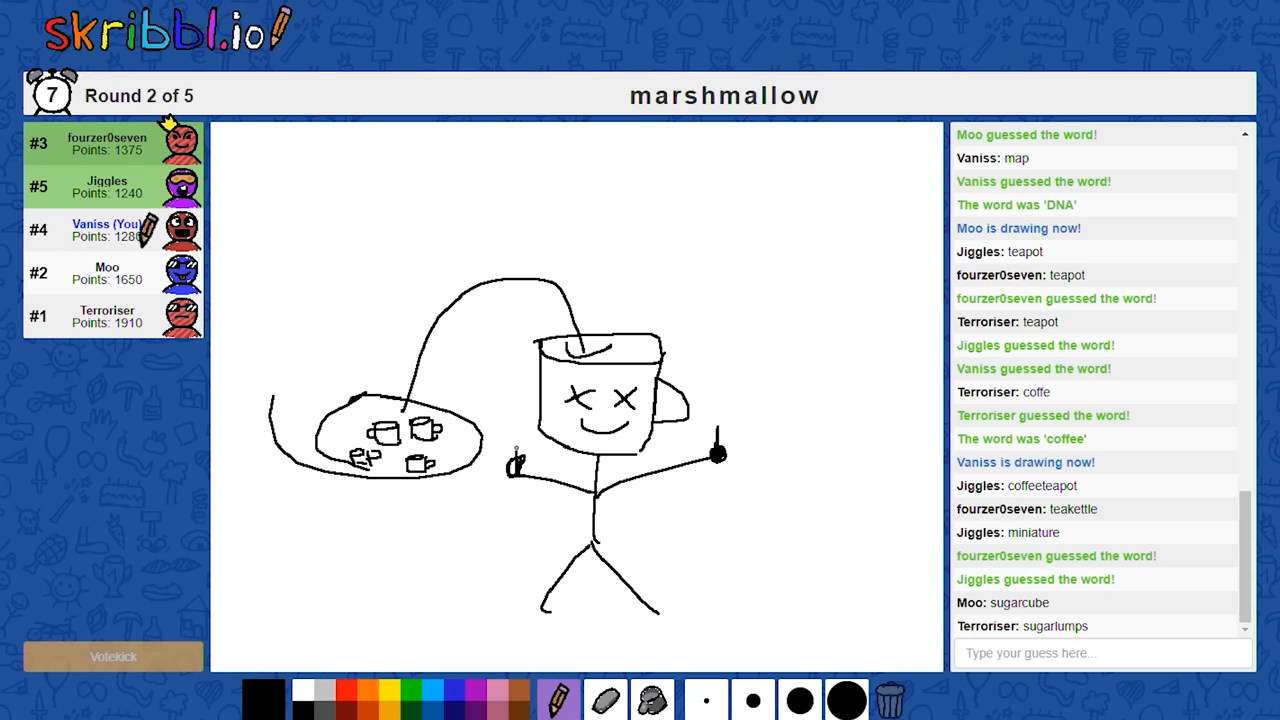 skribbl.io
7
Round 2 of 5
marshmallow
#3
fourzer0seven
Points: 1375
#5
Jiggles
Points: 1240
#4
Vaniss (You)
Points: 1286
#2
Moo
Points: 1650
#1
Terroriser
Points: 1910
Votekick
Moo guessed the word!
Vaniss: map
Vaniss guessed the word!
The word was 'DNA'
Moo is drawing now!
Jiggles: teapot
fourzer0seven: teapot
fourzer0seven guessed the word!
Terroriser: teapot
Jiggles guessed the word!
Vaniss guessed the word!
Terroriser: coffe
Terroriser guessed the word!
The word was 'coffee'
Vaniss is drawing now!
Jiggles: coffeeteapot
fourzer0seven: teakettle
Jiggles: miniature
fourzer0seven guessed the word!
Jiggles guessed the word!
Moo: sugarcube
Terroriser: sugarlumps
Type your guess here...